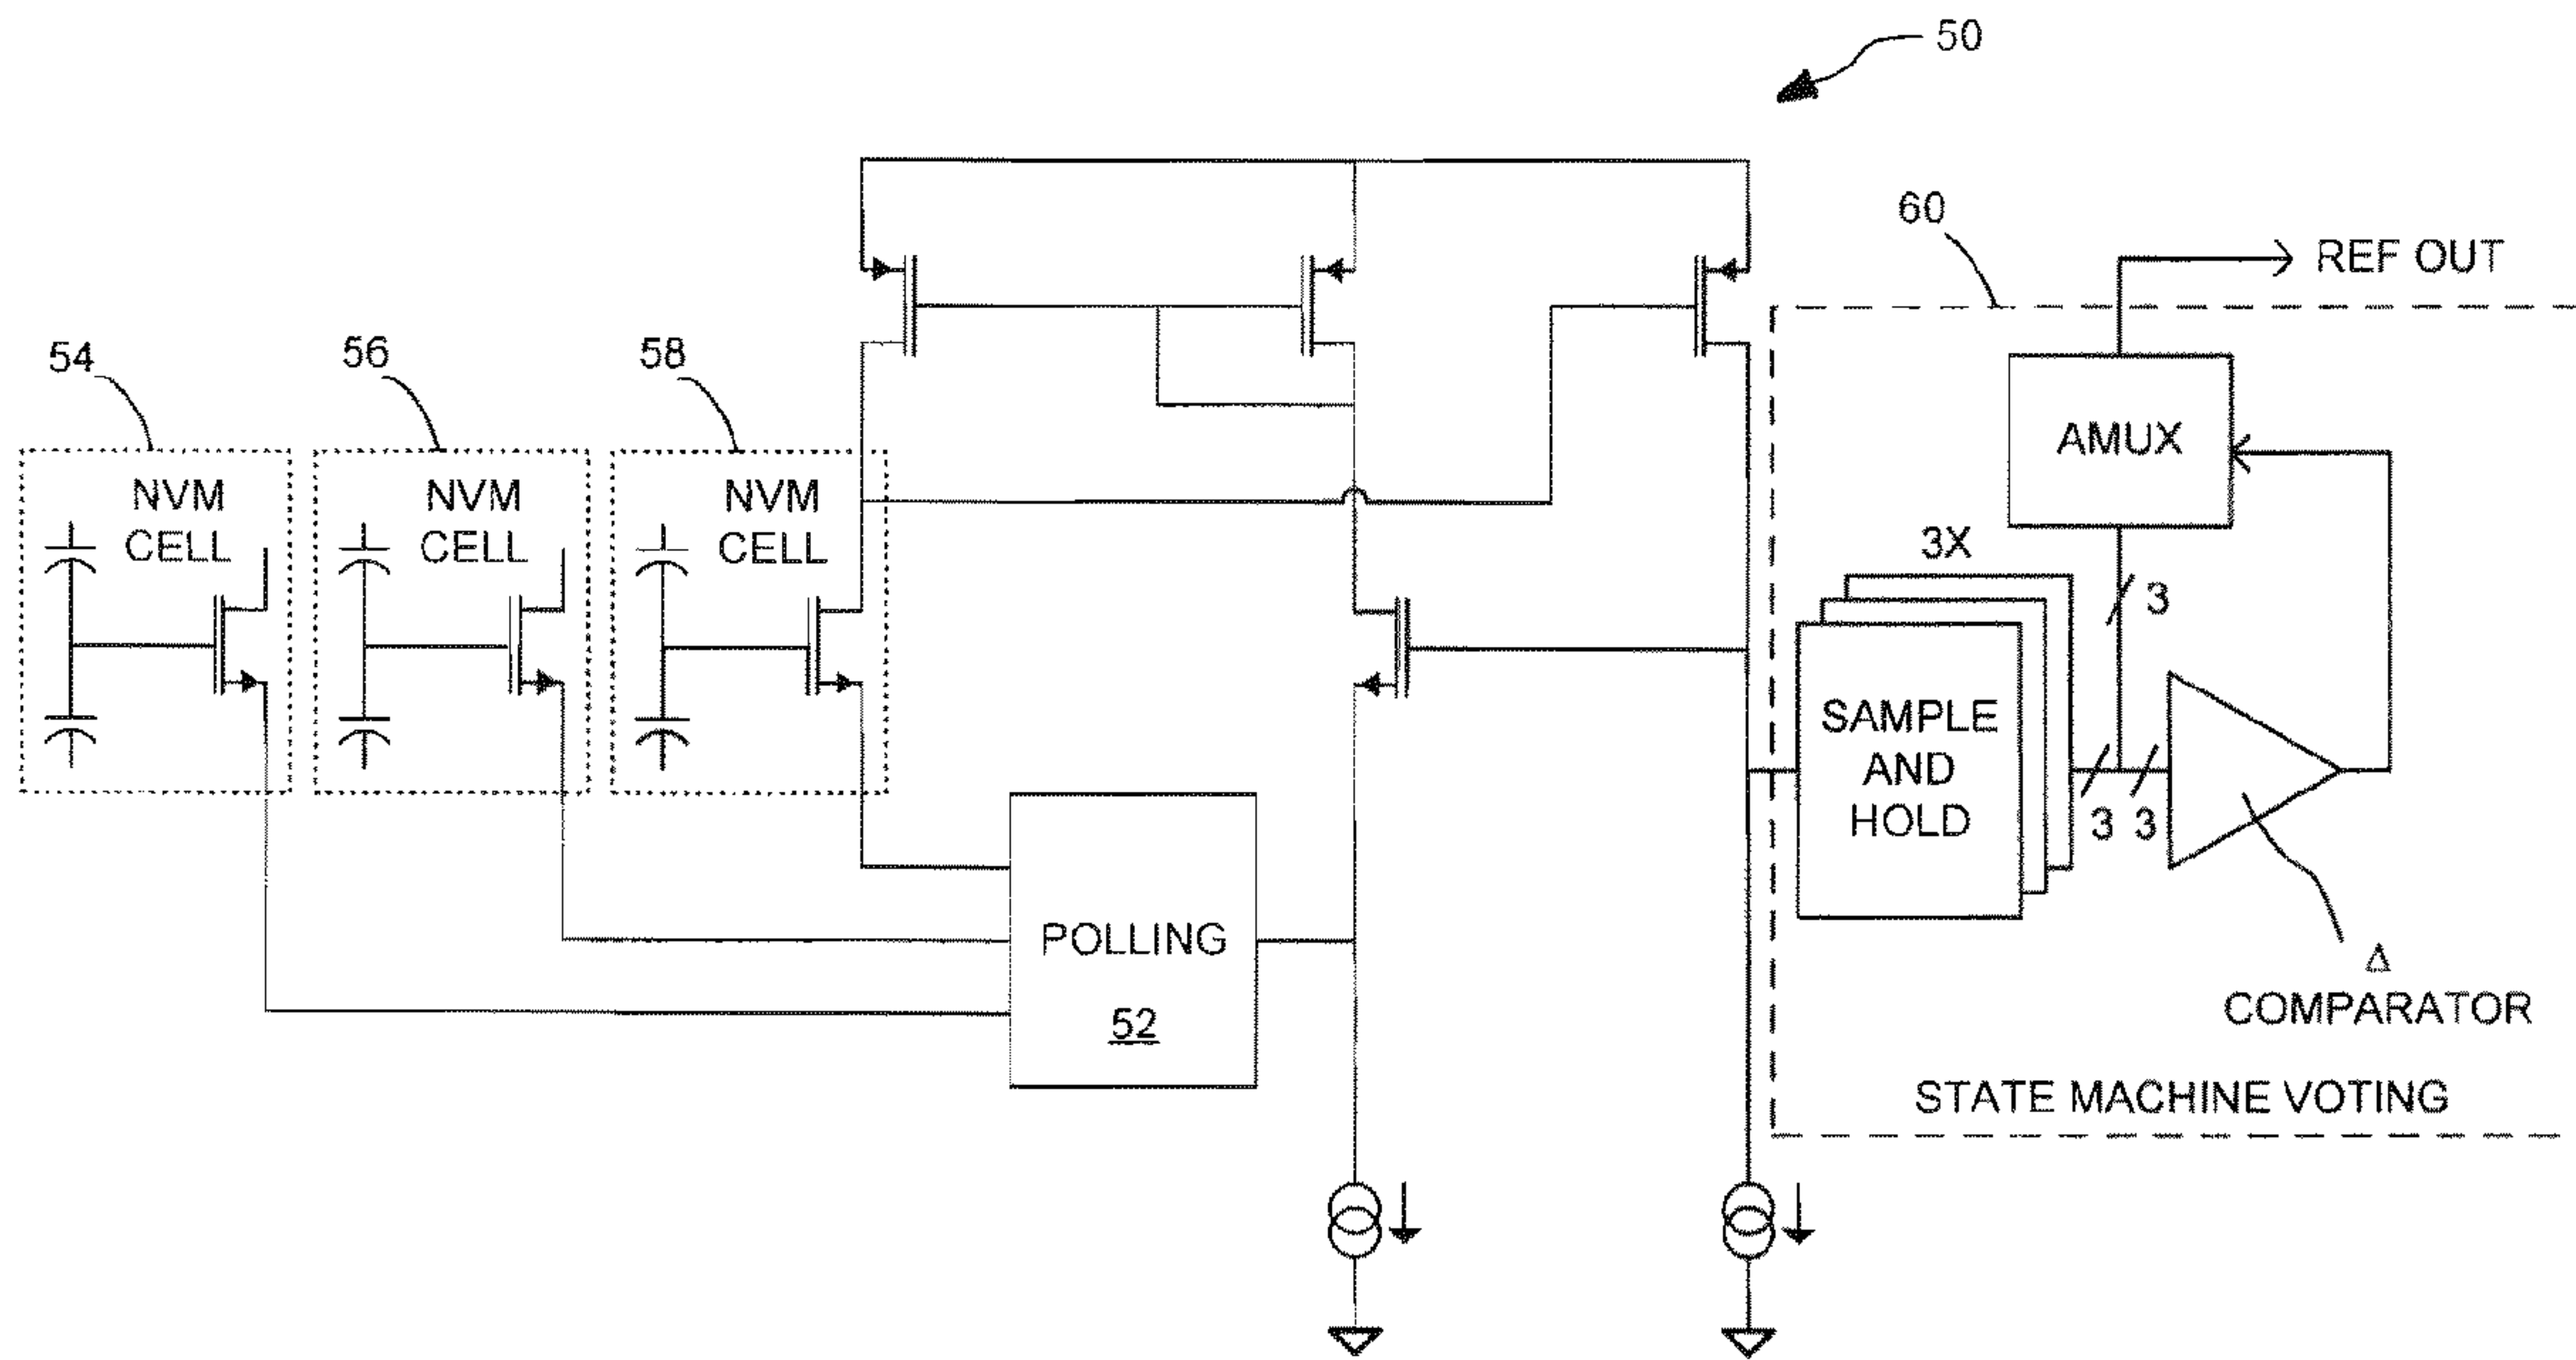 50
60
REF OUT
54
56
58
AMUX
NVM
CELL
NVM
CELL
NVM
CELL
3X
3
SAMPLE
AND
HOLD
3
3
POLLING
52
Δ
COMPARATOR
STATE MACHINE VOTING